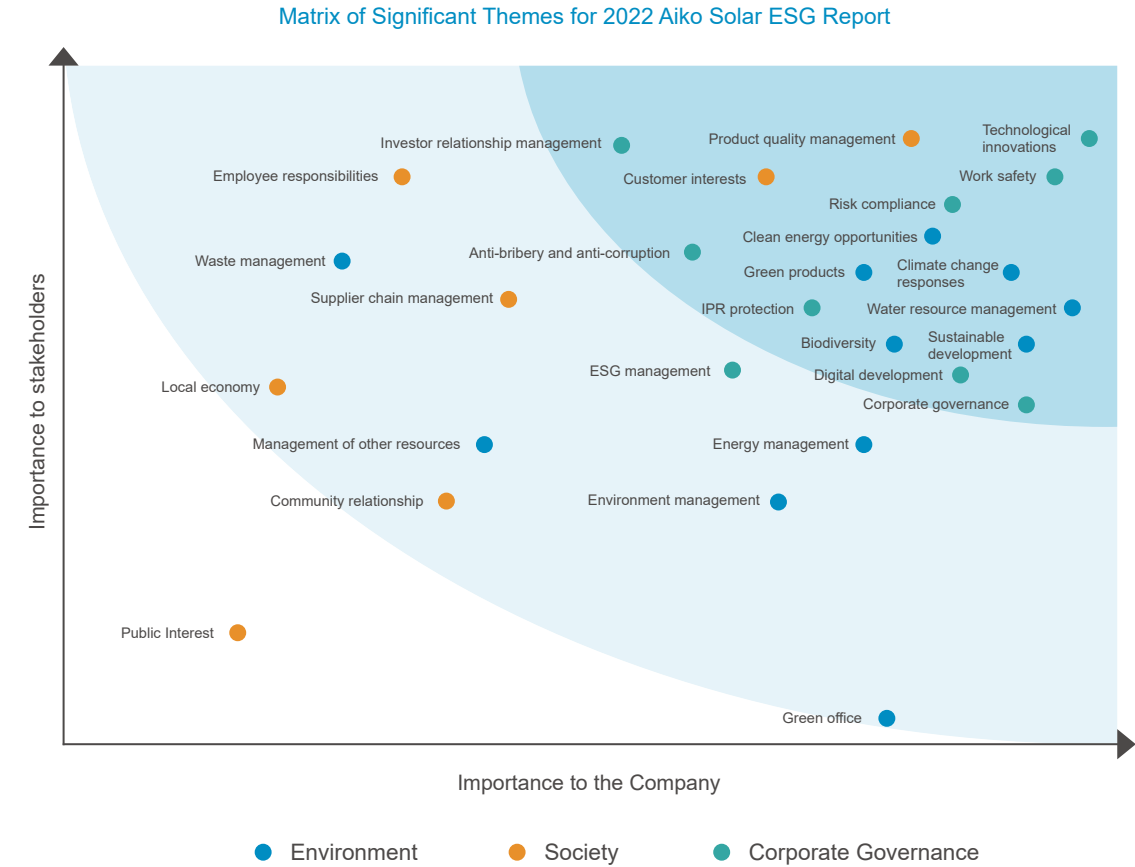 Matrix of Significant Themes for 2022 Aiko Solar ESG Report
Importance to stakeholders
Investor relationship management
Product quality management
Technological
innovations
Employee responsibilities
Customer interests
Work safety
Risk compliance
Clean energy opportunities
Waste management
Anti-bribery and anti-corruption
Green products
Climate change
responses
Supplier chain management
IPR protection
Water resource management
Biodiversity
Sustainable
development
Local economy
ESG management
Digital development
Corporate governance
Management of other resources
Energy management
Community relationship
Environment management
Public Interest
Green office
Importance to the Company
Environment
Society
Corporate Governance